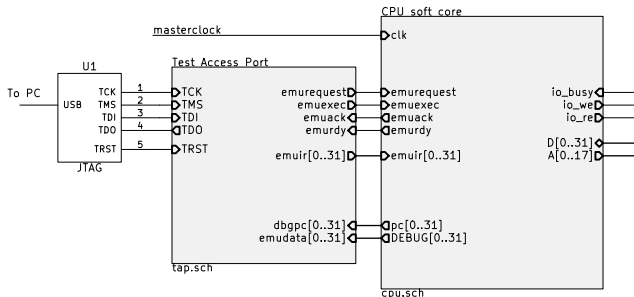 CPU soft core
masterclock
clk
Test Access Port
U1
To PC
USB
TCK
TMS
TDI
TDO
TRST
1
2
3
4
5
JTAG
TCK
TMS
TDI
TDO
TRST
emurequest
emuexec
emuack
emurdy
emuir[0..31]
dbgpc[0..31]
emudata[0..31]
tap.sch
emurequest
emuexec
emuack
emurdy
emuir[0..31]
pc[0..31]
DEBUG[0..31]
io_busy
io_we
io_re
D[0..31]
A[0..17]
cpu.sch